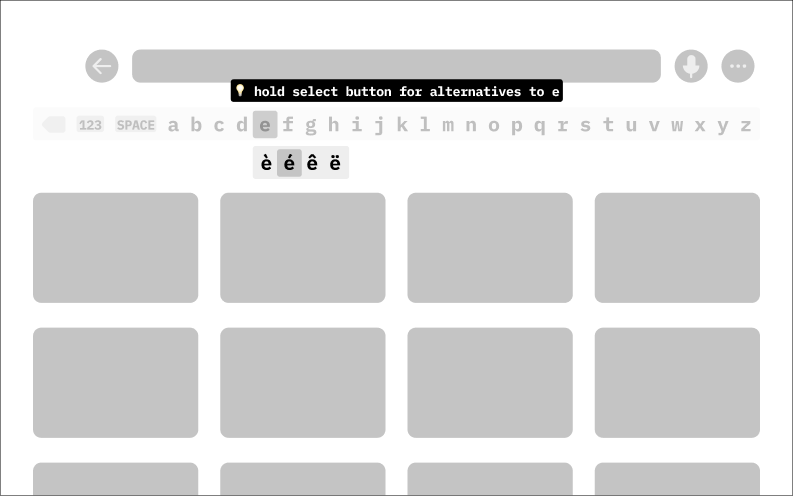 hold select button for alternatives to e
123 SPACE a b c d e f g h i j k l m n o p q r s t u v w x y z
è é ê ë